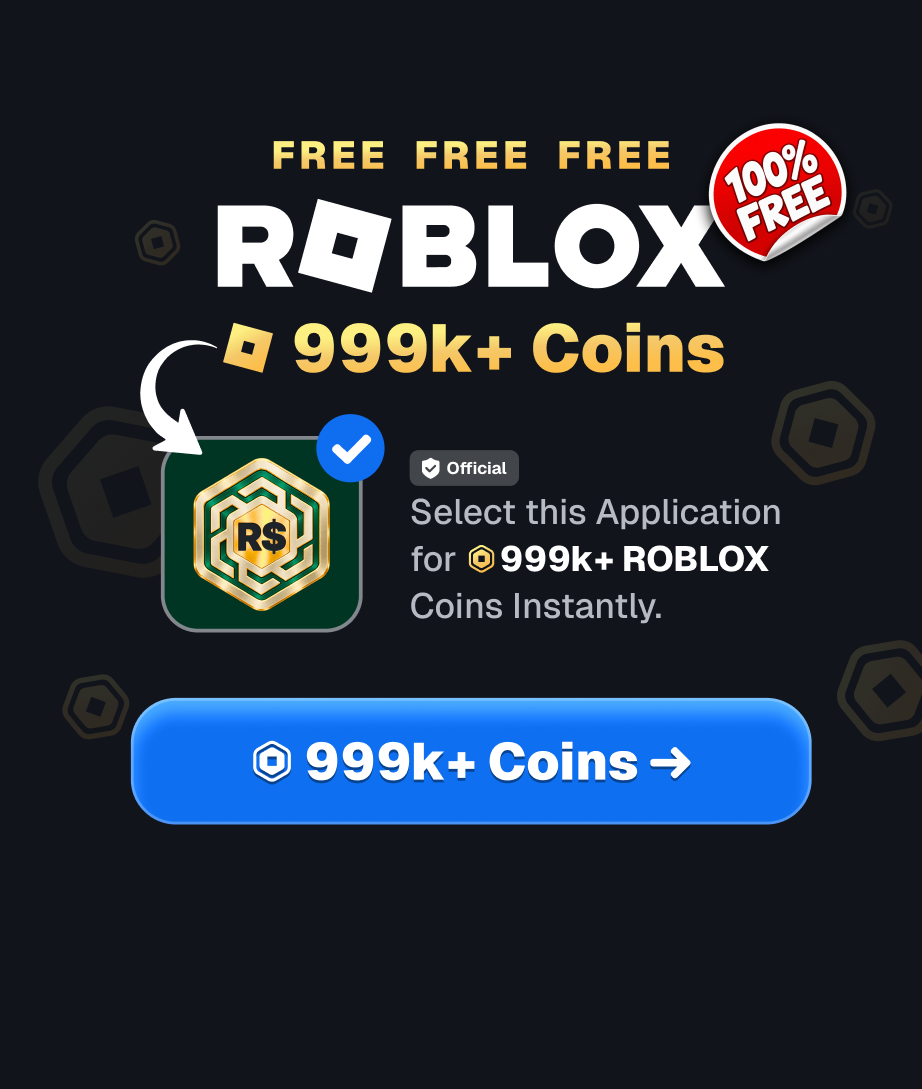 FREE FREE FREE
100%
FREE
ROBLOX
999k+ Coins
Official
R$
Select this Application
for 999k+ ROBLOX
Coins Instantly.
999k+ Coins →